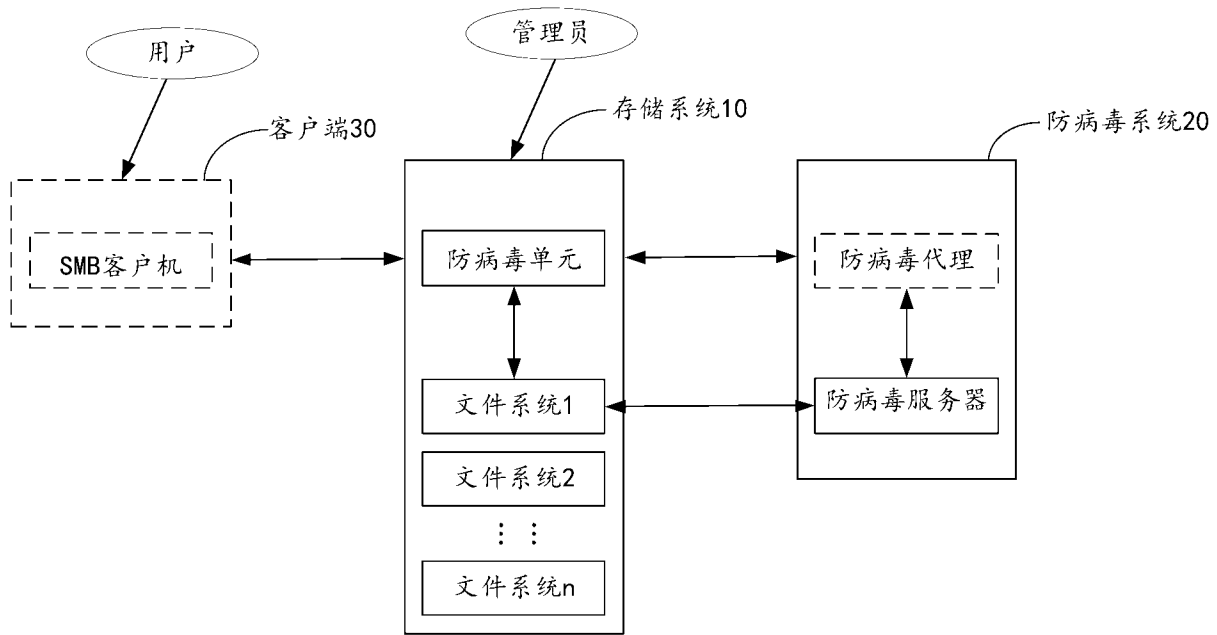 用户
管理员
客户端30
存储系统10
防病毒系统20
SMB客户机
防病毒单元
防病毒代理
文件系统1
防病毒服务器
文件系统2
⋮ ⋮
文件系统n